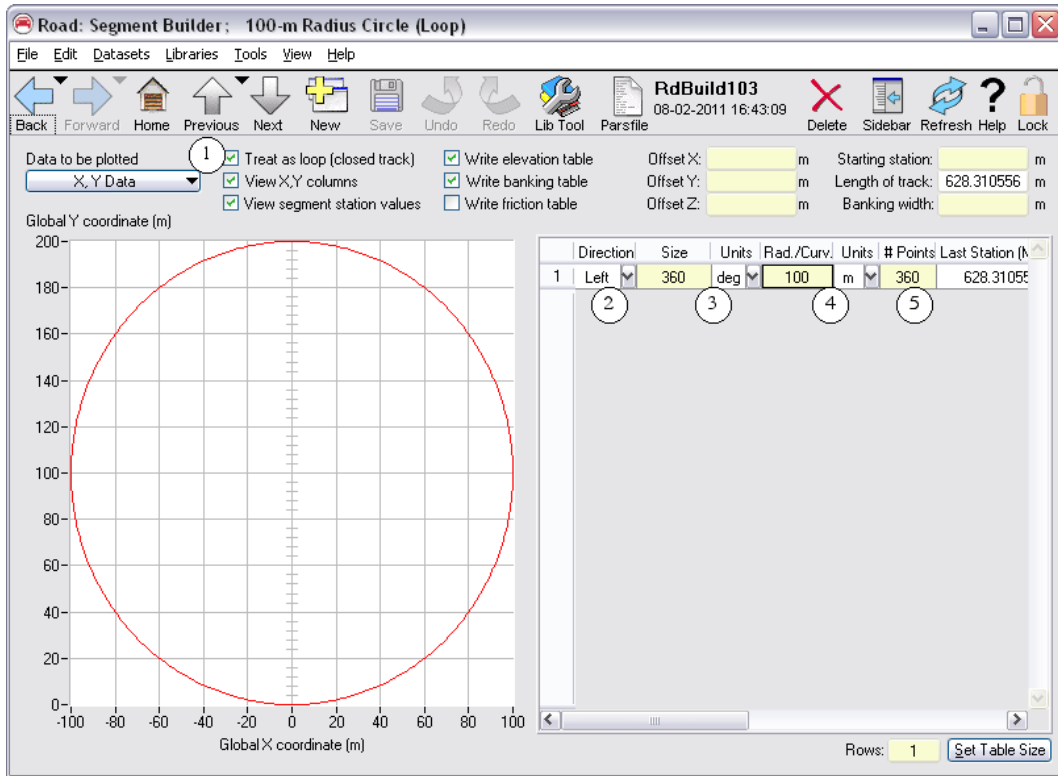 Road: Segment Builder; 100-m Radius Circle (Loop)
File Edit Datasets Libraries Tools View Help
Back Forward Home Previous Next New Save Undo Redo Lib Tool Parsfile RdBuild103 08-02-2011 16:43:09 Delete Sidebar Refresh Help Lock
Data to be plotted 1 Treat as loop (closed track) Write elevation table Offset X: m Starting station: m
X, Y Data View X,Y columns Write banking table Offset Y: m Length of track: 628.310556 m
View segment station values Write friction table Offset Z: m Banking width: m
Global Y coordinate (m)
Direction Size Units Rad./Curv. Units # Points Last Station (M
1 Left 360 deg 100 m 360 628.31055
2 3 4 5
200
180
160
140
120
100
80
60
40
20
0
-100 -80 -60 -40 -20 0 20 40 60 80 100
Global X coordinate (m)
Rows: 1 Set Table Size